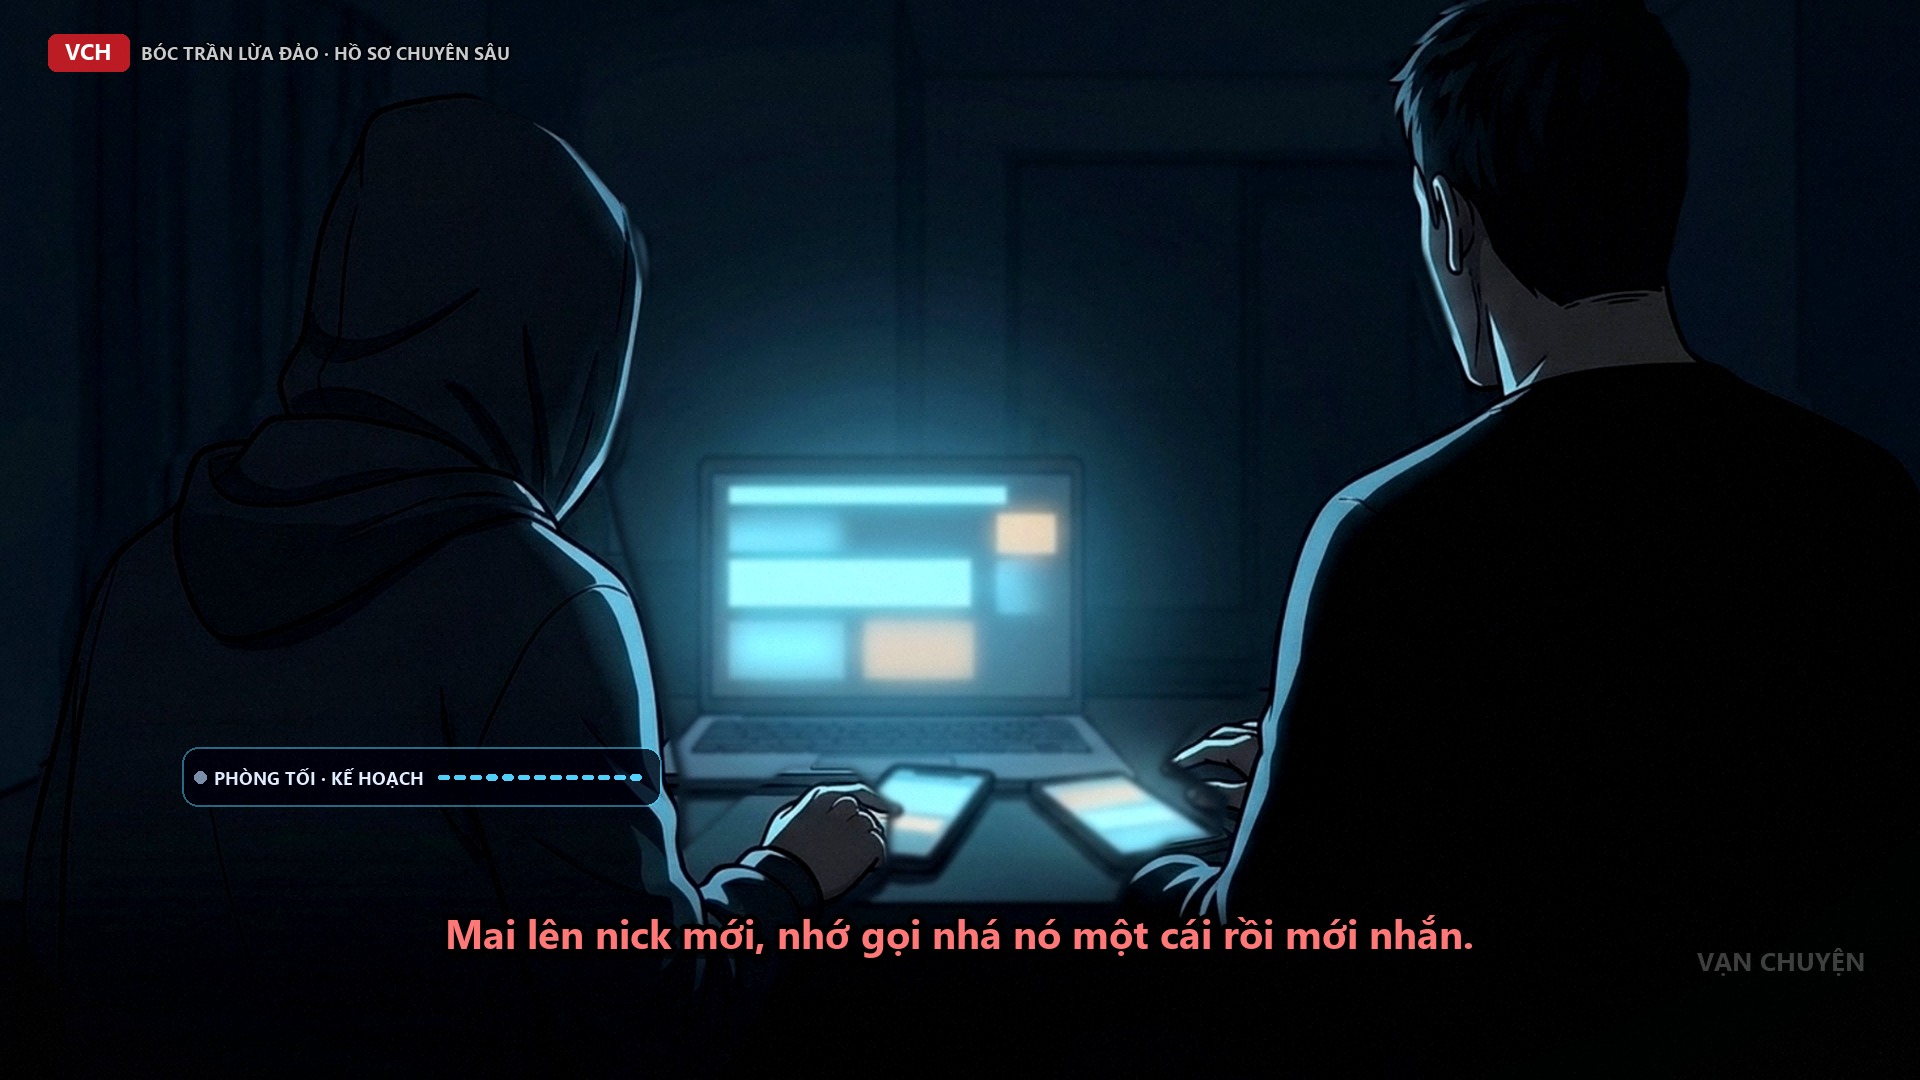 VCH BÓC TRẦN LỪA ĐẢO · HỒ SƠ CHUYÊN SÂU
PHÒNG TỐI · KẾ HOẠCH
Mai lên nick mới, nhớ gọi nhá nó một cái rồi mới nhắn.
VẠN CHUYỆN